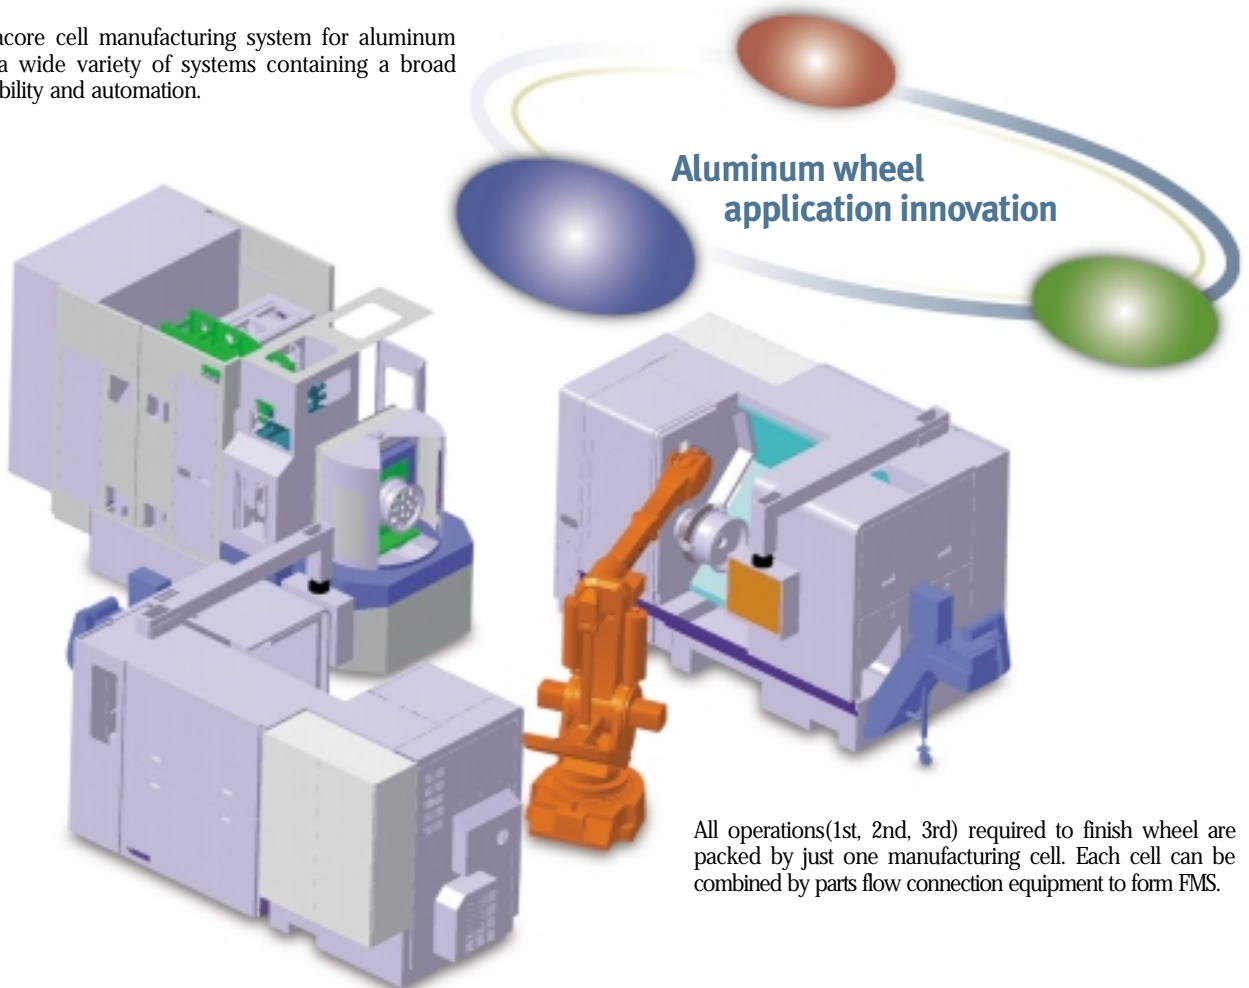 acore cell manufacturing system for aluminum
a wide variety of systems containing a broad
bility and automation.
Aluminum wheel
application innovation
All operations(1st, 2nd, 3rd) required to finish wheel are
packed by just one manufacturing cell. Each cell can be
combined by parts flow connection equipment to form FMS.